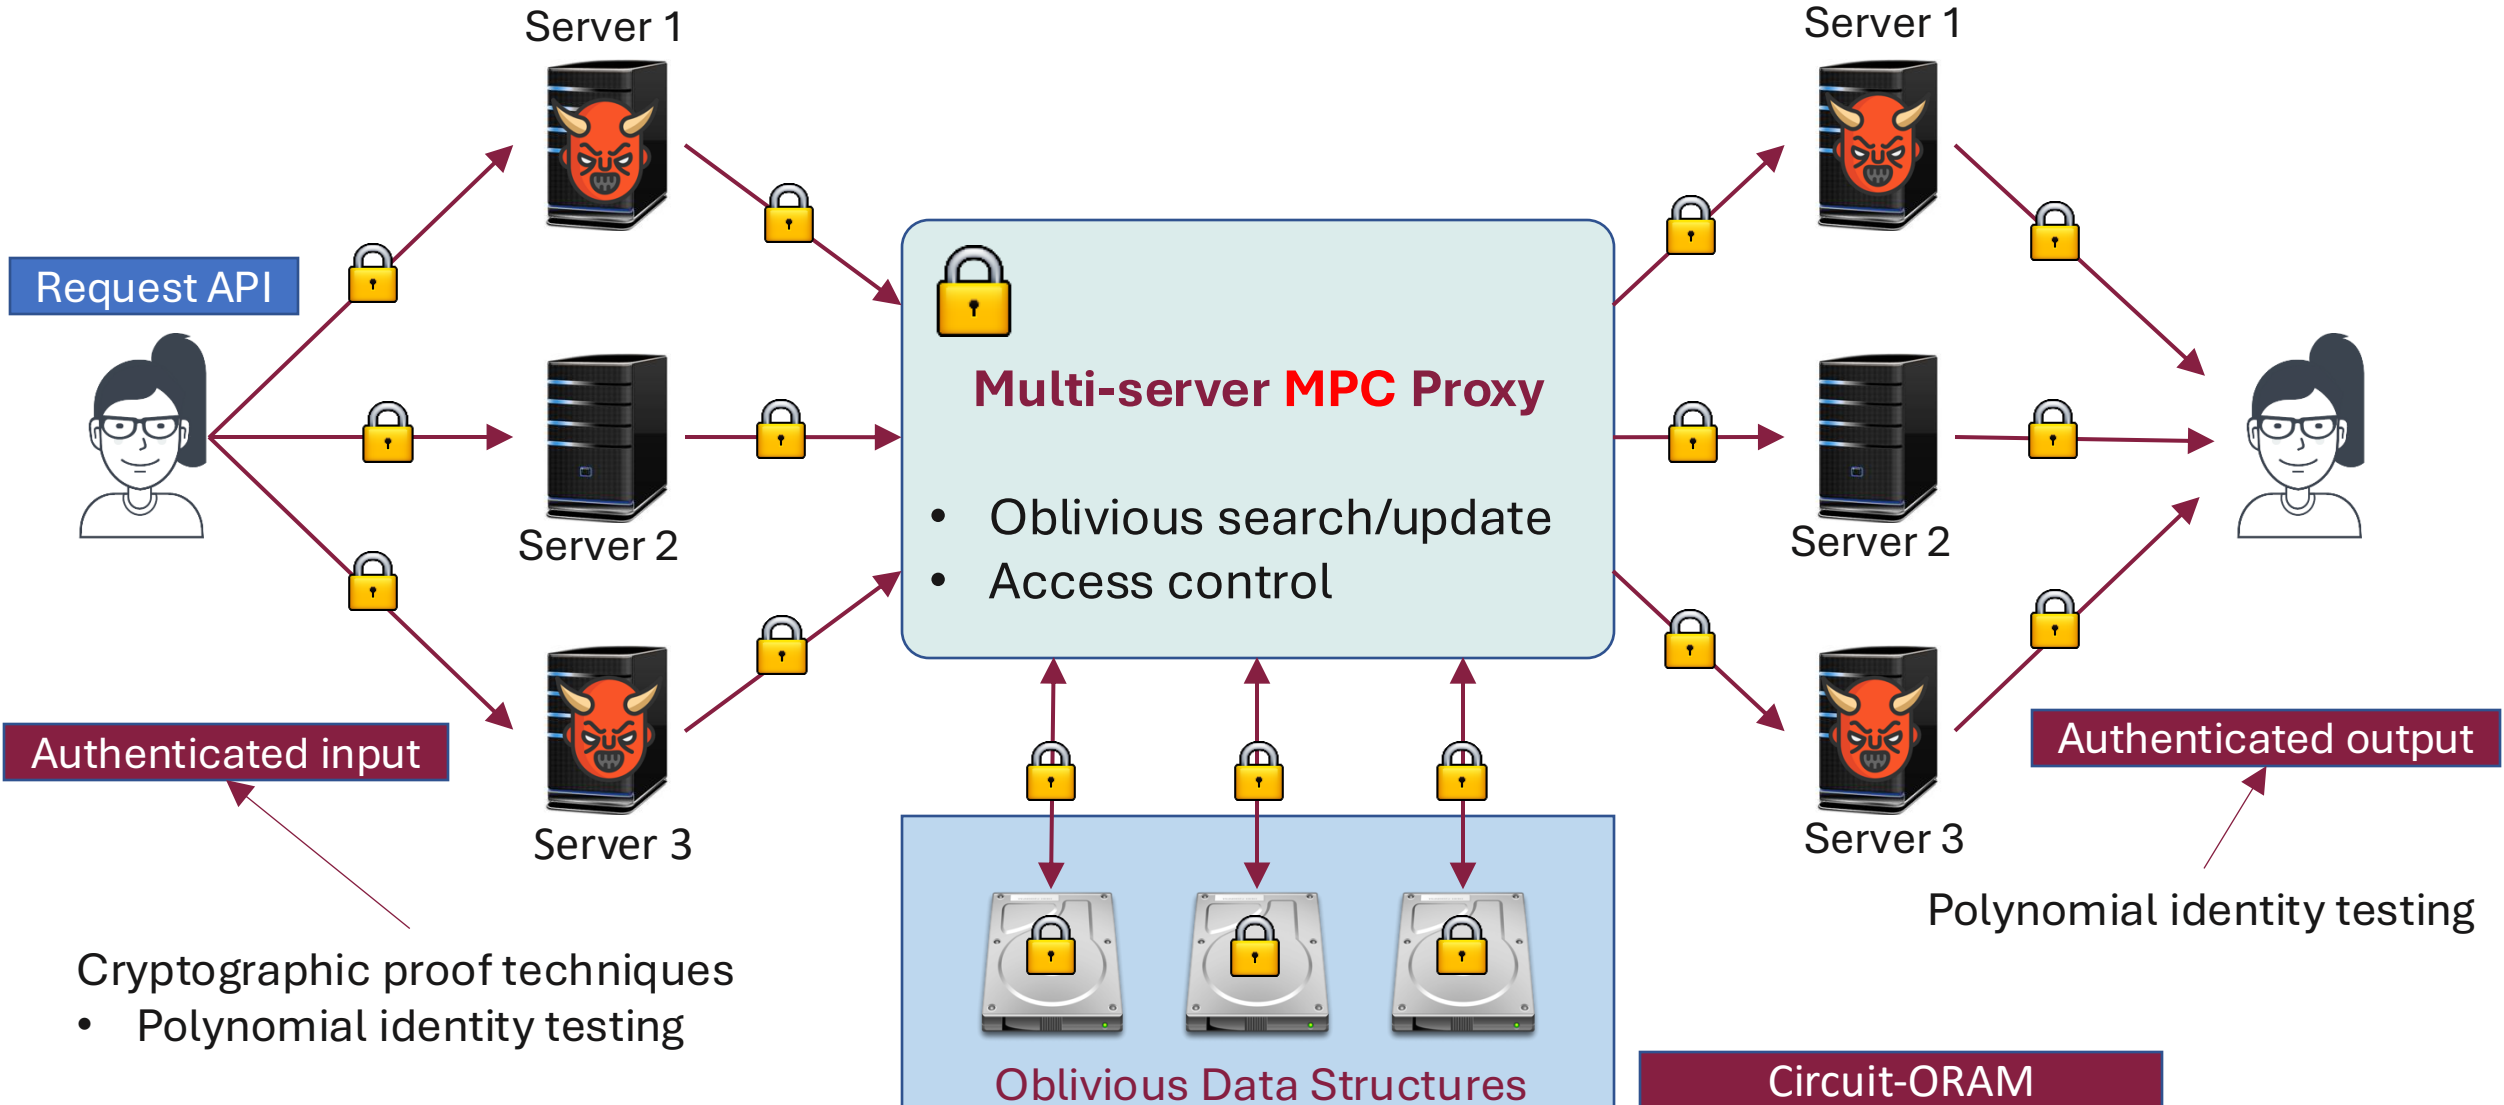 Server 1
Server 1
Request API
Multi-server MPC Proxy
• Oblivious search/update
• Access control
Server 2
Server 2
Authenticated input
Authenticated output
Server 3
Server 3
Polynomial identity testing
Cryptographic proof techniques
• Polynomial identity testing
Oblivious Data Structures
Circuit-ORAM